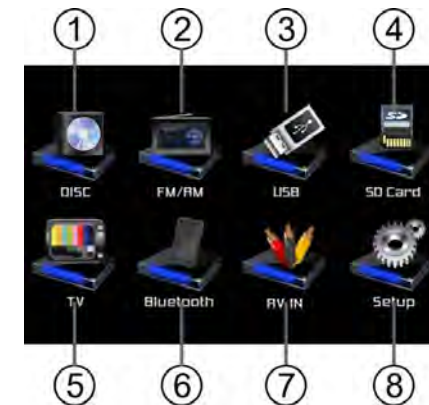 ① ② ③ ④
DISC FM/AM USB SD Card
TV Bluetooth AV IN Setup
⑤ ⑥ ⑦ ⑧